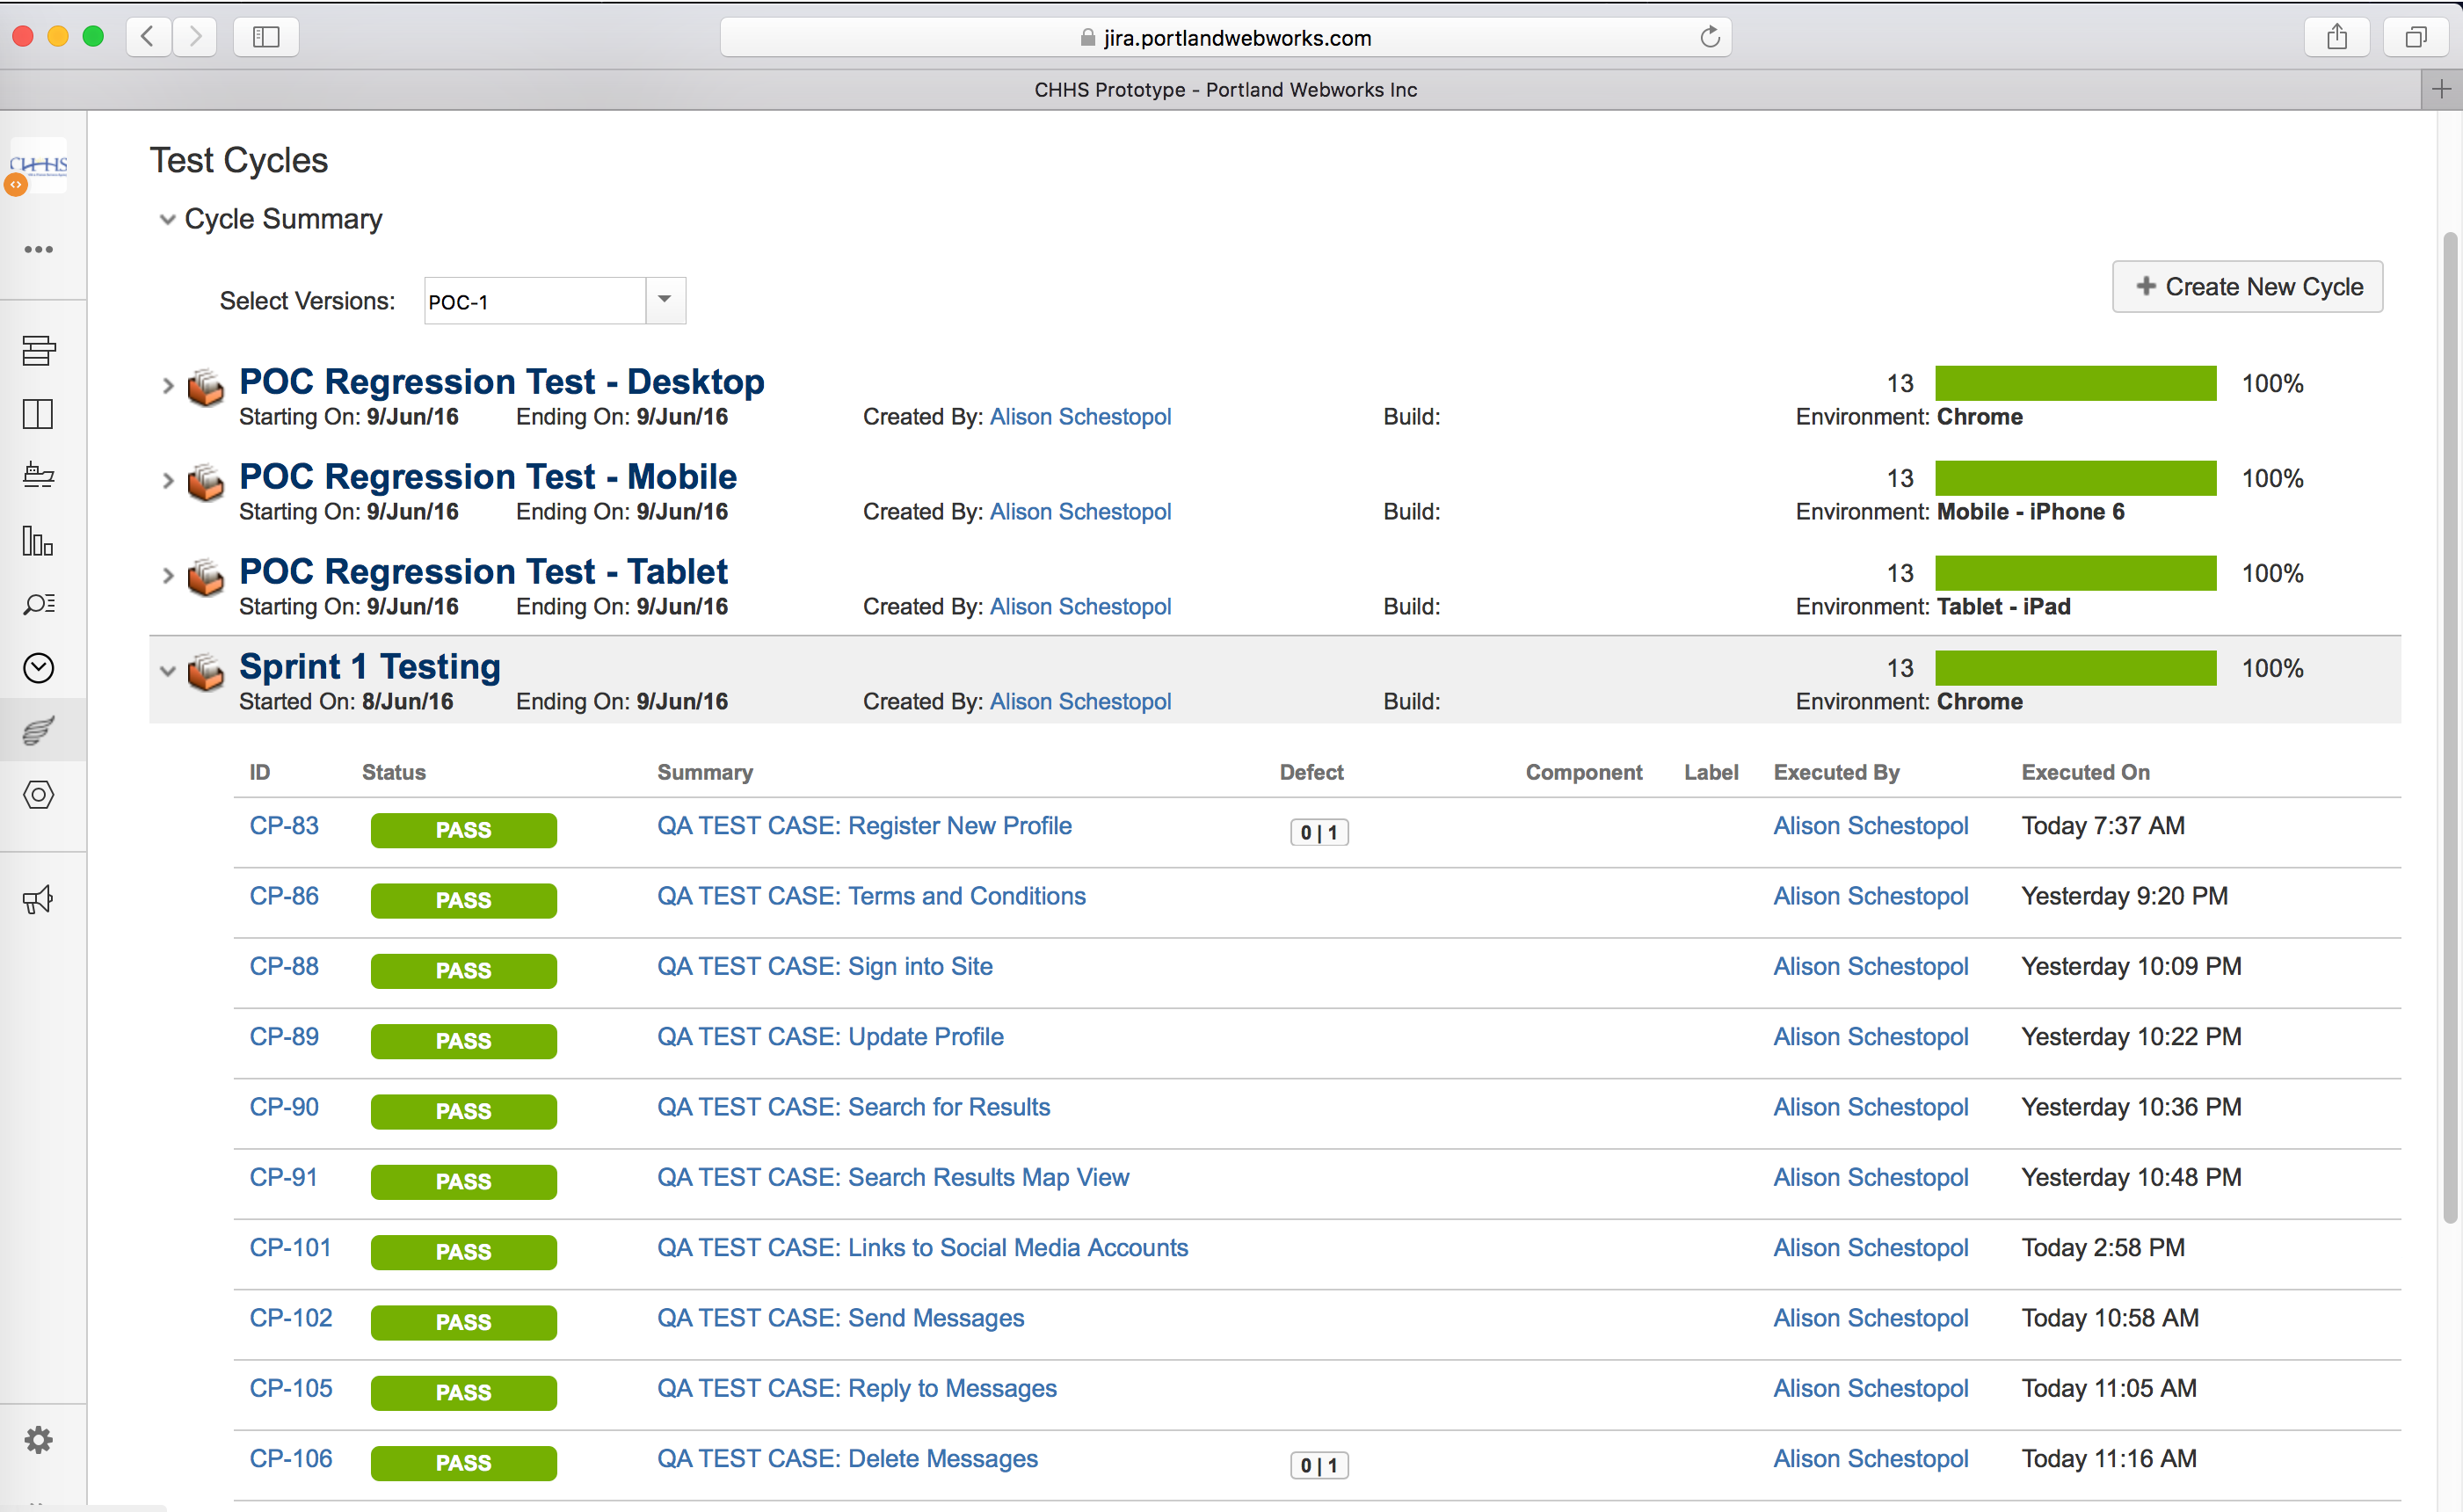 jira.portlandwebworks.com
CHHS Prototype - Portland Webworks Inc
CHHS
Test Cycles
Cycle Summary
Select Versions: POC-1
Create New Cycle
POC Regression Test - Desktop 13 100%
Starting On: 9/Jun/16 Ending On: 9/Jun/16 Created By: Alison Schestopol Build: Environment: Chrome
POC Regression Test - Mobile 13 100%
Starting On: 9/Jun/16 Ending On: 9/Jun/16 Created By: Alison Schestopol Build: Environment: Mobile - iPhone 6
POC Regression Test - Tablet 13 100%
Starting On: 9/Jun/16 Ending On: 9/Jun/16 Created By: Alison Schestopol Build: Environment: Tablet - iPad
Sprint 1 Testing 13 100%
Started On: 8/Jun/16 Ending On: 9/Jun/16 Created By: Alison Schestopol Build: Environment: Chrome
ID Status Summary Defect Component Label Executed By Executed On
CP-83 PASS QA TEST CASE: Register New Profile 0 | 1 Alison Schestopol Today 7:37 AM
CP-86 PASS QA TEST CASE: Terms and Conditions Alison Schestopol Yesterday 9:20 PM
CP-88 PASS QA TEST CASE: Sign into Site Alison Schestopol Yesterday 10:09 PM
CP-89 PASS QA TEST CASE: Update Profile Alison Schestopol Yesterday 10:22 PM
CP-90 PASS QA TEST CASE: Search for Results Alison Schestopol Yesterday 10:36 PM
CP-91 PASS QA TEST CASE: Search Results Map View Alison Schestopol Yesterday 10:48 PM
CP-101 PASS QA TEST CASE: Links to Social Media Accounts Alison Schestopol Today 2:58 PM
CP-102 PASS QA TEST CASE: Send Messages Alison Schestopol Today 10:58 AM
CP-105 PASS QA TEST CASE: Reply to Messages Alison Schestopol Today 11:05 AM
CP-106 PASS QA TEST CASE: Delete Messages 0 | 1 Alison Schestopol Today 11:16 AM